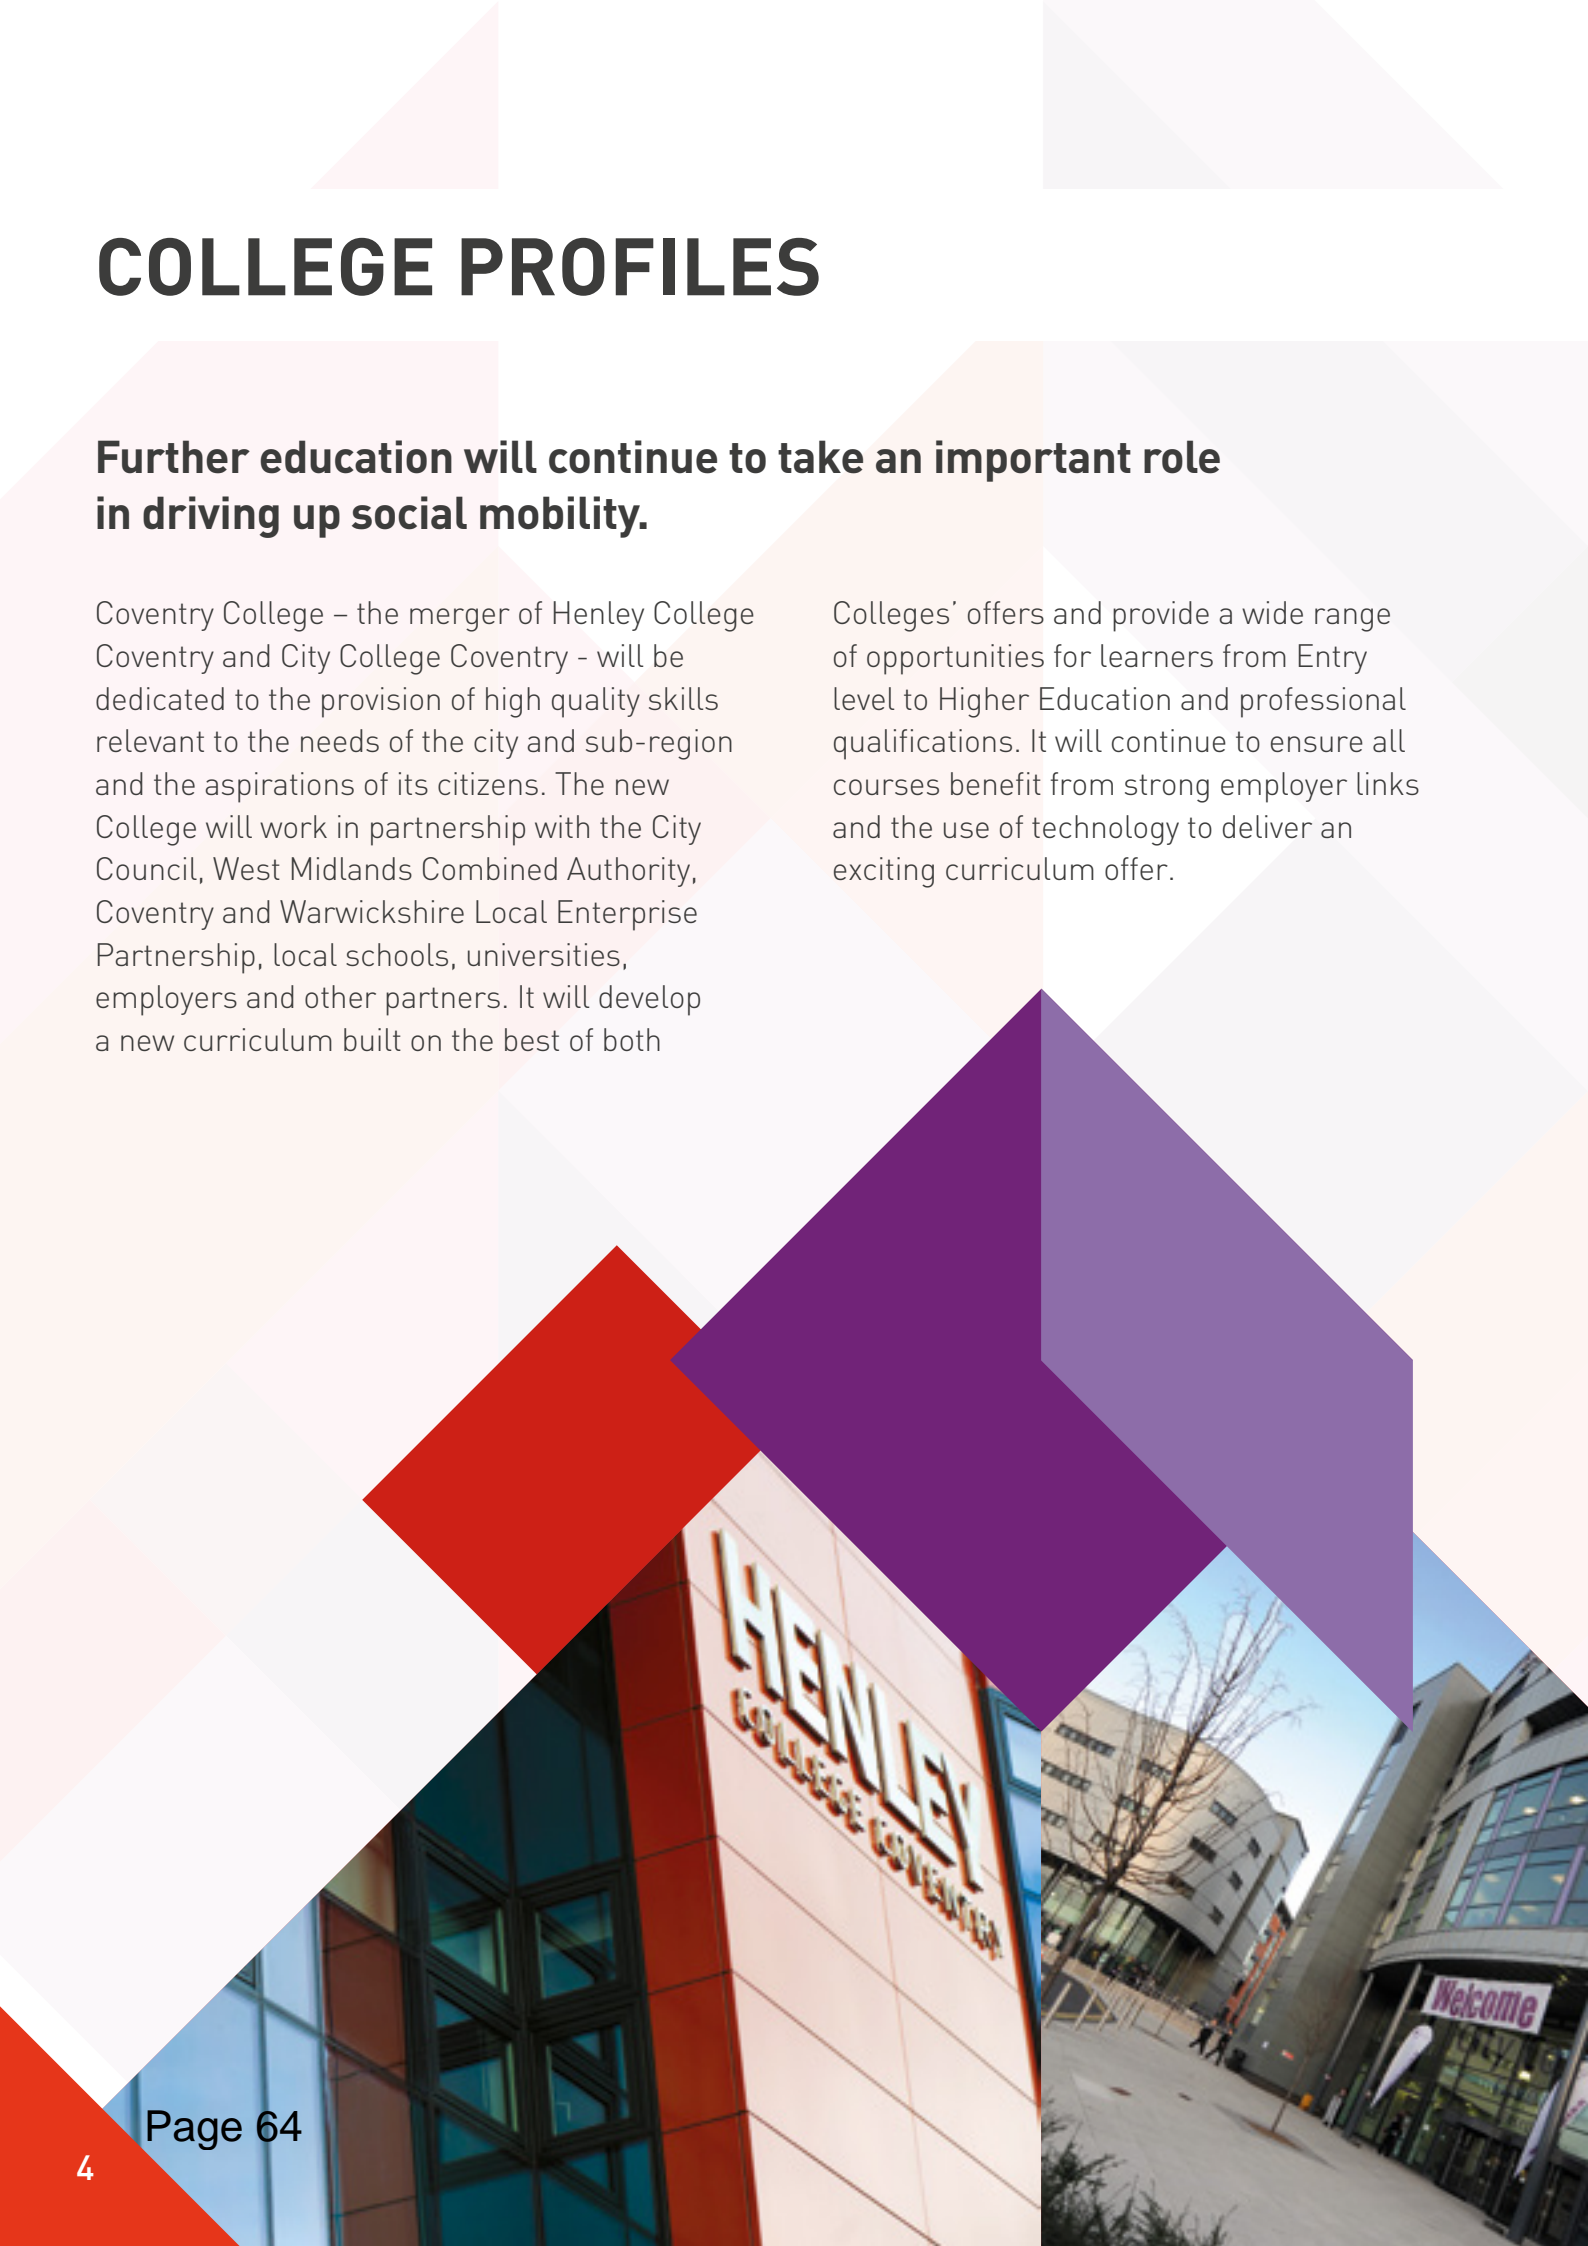 COLLEGE PROFILES
Further education will continue to take an important role
in driving up social mobility.
Coventry College – the merger of Henley College
Coventry and City College Coventry - will be
dedicated to the provision of high quality skills
relevant to the needs of the city and sub-region
and the aspirations of its citizens. The new
College will work in partnership with the City
Council, West Midlands Combined Authority,
Coventry and Warwickshire Local Enterprise
Partnership, local schools, universities,
employers and other partners. It will develop
a new curriculum built on the best of both
Colleges’ offers and provide a wide range
of opportunities for learners from Entry
level to Higher Education and professional
qualifications. It will continue to ensure all
courses benefit from strong employer links
and the use of technology to deliver an
exciting curriculum offer.
HENLEY
COLLEGE COVENTRY
Welcome
Page 64
4